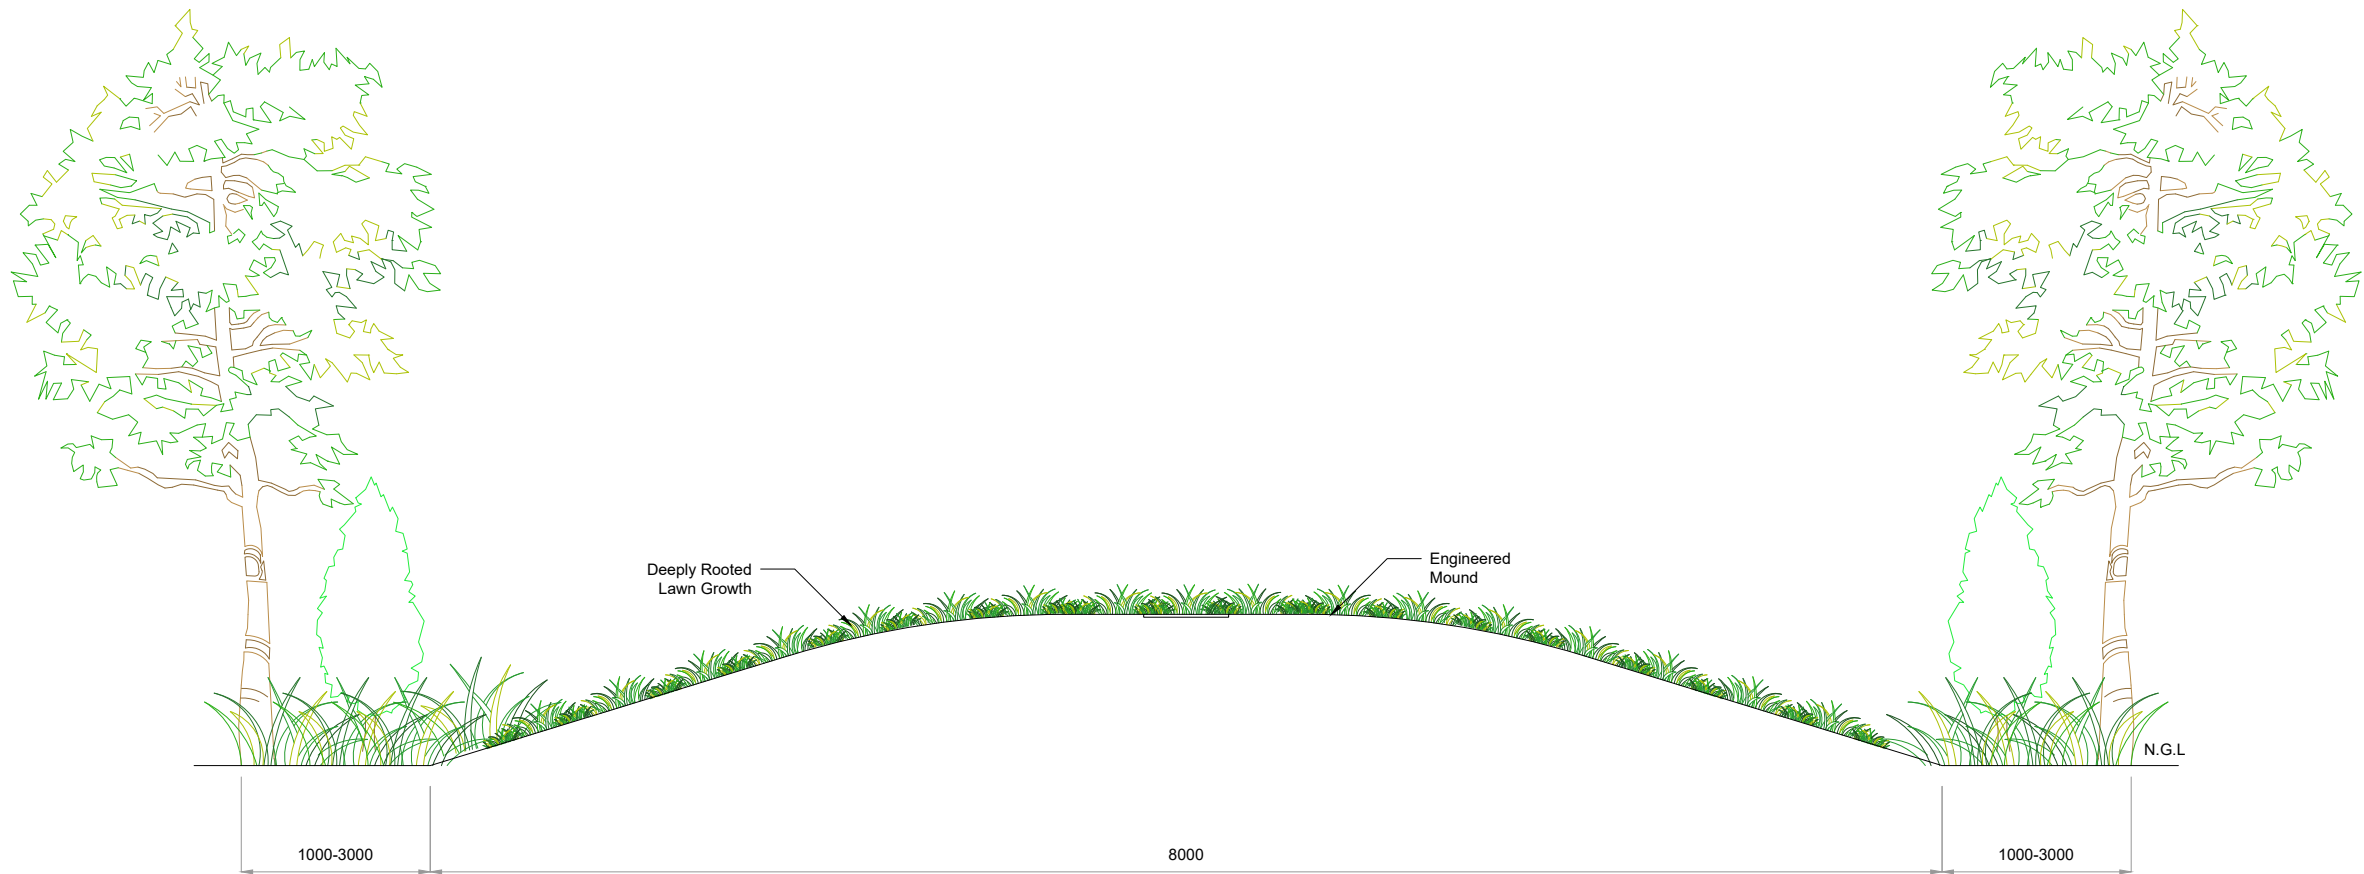 Deeply Rooted
Lawn Growth
Engineered
Mound
N.G.L
1000-3000
8000
1000-3000